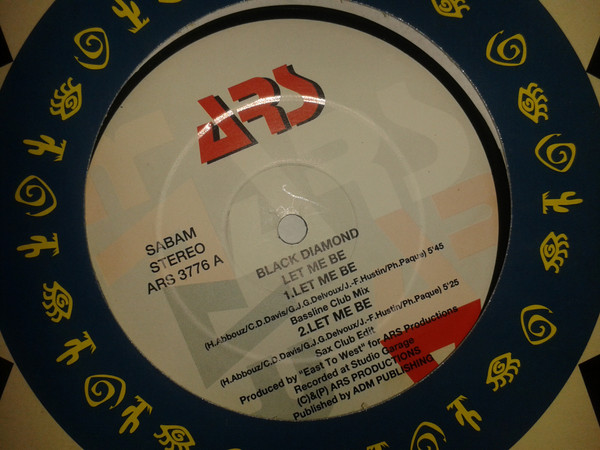 ARS
SABAM
STEREO
ARS 3776 A
BLACK DIAMOND
LET ME BE
1.LET ME BE
(H.Abbouz/C.D.Davis/G.J.G.Delvoux/J.-F.Hustin/Ph.Paque) 5'45
Bassline Club Mix
2.LET ME BE
(H.Abbouz/C.D.Davis/G.J.G.Delvoux/J.-F.Hustin/Ph.Paque) 5'25
Sax Club Edit
Produced by "East To West" for ARS Productions
Recorded at Studio Garage
(C)&(P) ARS PRODUCTIONS
Published by ADM PUBLISHING